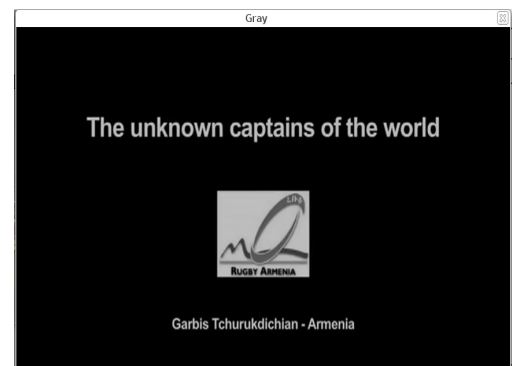 Gray
The unknown captains of the world
RUGBY ARMENIA
Garbis Tchurukdichian - Armenia